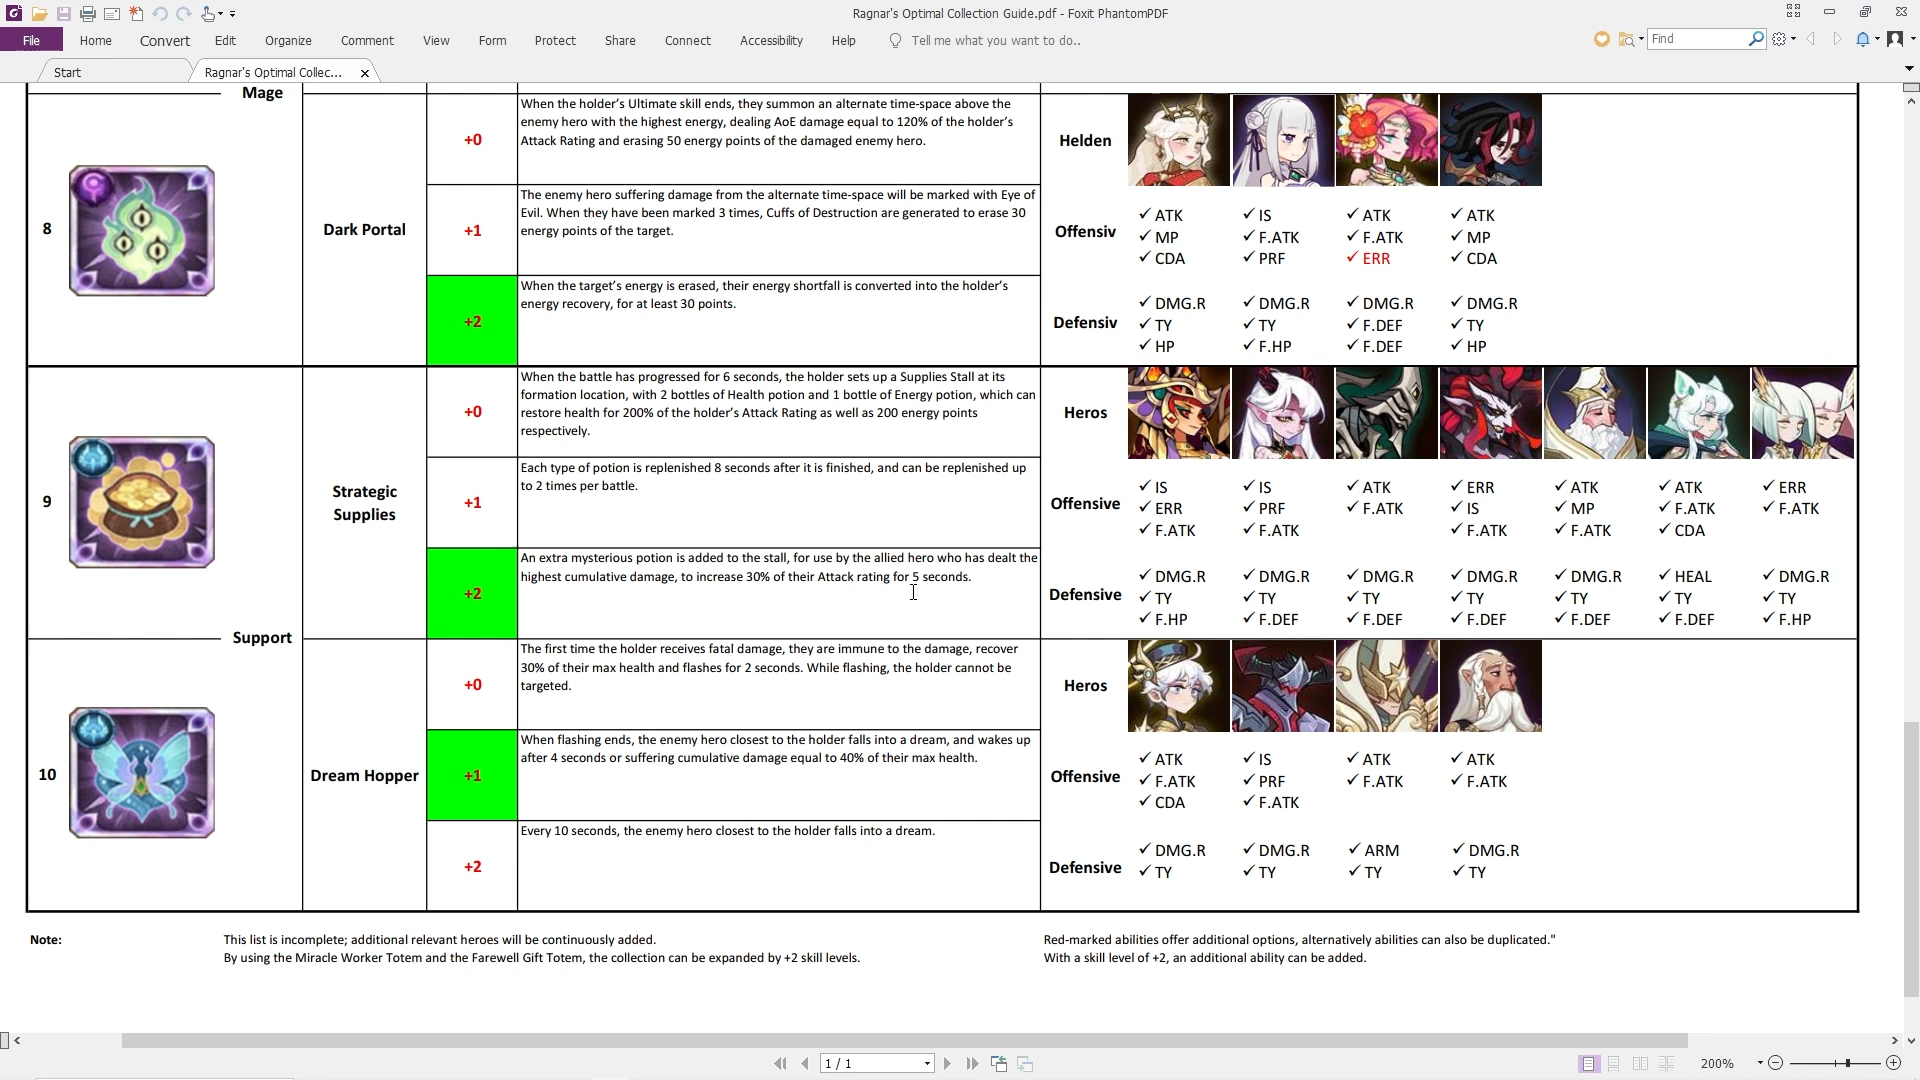 Ragnar's Optimal Collection Guide.pdf - Foxit PhantomPDF
File Home Convert Edit Organize Comment View Form Protect Share Connect Accessibility Help Tell me what you want to do.. Find
Start Ragnar's Optimal Collec...
Mage
8
Dark Portal
+0
When the holder's Ultimate skill ends, they summon an alternate time-space above the
enemy hero with the highest energy, dealing AoE damage equal to 120% of the holder's
Attack Rating and erasing 50 energy points of the damaged enemy hero.
+1
The enemy hero suffering damage from the alternate time-space will be marked with Eye of
Evil. When they have been marked 3 times, Cuffs of Destruction are generated to erase 30
energy points of the target.
+2
When the target's energy is erased, their energy shortfall is converted into the holder's
energy recovery, for at least 30 points.
Helden
Offensiv
✓ ATK ✓ IS ✓ ATK ✓ ATK
✓ MP ✓ F.ATK ✓ F.ATK ✓ MP
✓ CDA ✓ PRF ✓ ERR ✓ CDA
Defensiv
✓ DMG.R ✓ DMG.R ✓ DMG.R ✓ DMG.R
✓ TY ✓ TY ✓ F.DEF ✓ TY
✓ HP ✓ F.HP ✓ F.DEF ✓ HP
9
Strategic
Supplies
+0
When the battle has progressed for 6 seconds, the holder sets up a Supplies Stall at its
formation location, with 2 bottles of Health potion and 1 bottle of Energy potion, which can
restore health for 200% of the holder's Attack Rating as well as 200 energy points
respectively.
+1
Each type of potion is replenished 8 seconds after it is finished, and can be replenished up
to 2 times per battle.
+2
An extra mysterious potion is added to the stall, for use by the allied hero who has dealt the
highest cumulative damage, to increase 30% of their Attack rating for 5 seconds.
Heros
Offensive
✓ IS ✓ IS ✓ ATK ✓ ERR ✓ ATK ✓ ATK ✓ ERR
✓ ERR ✓ PRF ✓ F.ATK ✓ IS ✓ MP ✓ F.ATK ✓ F.ATK
✓ F.ATK ✓ F.ATK ✓ F.ATK ✓ F.ATK ✓ CDA
Defensive
✓ DMG.R ✓ DMG.R ✓ DMG.R ✓ DMG.R ✓ DMG.R ✓ HEAL ✓ DMG.R
✓ TY ✓ TY ✓ TY ✓ TY ✓ TY ✓ TY ✓ TY
✓ F.HP ✓ F.DEF ✓ F.DEF ✓ F.DEF ✓ F.DEF ✓ F.DEF ✓ F.HP
Support
10
Dream Hopper
+0
The first time the holder receives fatal damage, they are immune to the damage, recover
30% of their max health and flashes for 2 seconds. While flashing, the holder cannot be
targeted.
+1
When flashing ends, the enemy hero closest to the holder falls into a dream, and wakes up
after 4 seconds or suffering cumulative damage equal to 40% of their max health.
+2
Every 10 seconds, the enemy hero closest to the holder falls into a dream.
Heros
Offensive
✓ ATK ✓ IS ✓ ATK ✓ ATK
✓ F.ATK ✓ PRF ✓ F.ATK ✓ F.ATK
✓ CDA ✓ F.ATK
Defensive
✓ DMG.R ✓ DMG.R ✓ ARM ✓ DMG.R
✓ TY ✓ TY ✓ TY ✓ TY
Note:
This list is incomplete; additional relevant heroes will be continuously added.
By using the Miracle Worker Totem and the Farewell Gift Totem, the collection can be expanded by +2 skill levels.
Red-marked abilities offer additional options, alternatively abilities can also be duplicated."
With a skill level of +2, an additional ability can be added.
1 / 1
200%